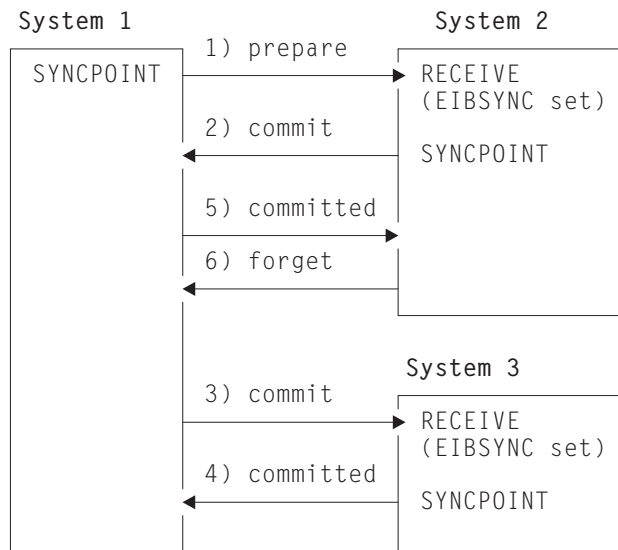 System 1
System 2
SYNCPOINT
1) prepare
RECEIVE
(EIBSYNC set)
2) commit
SYNCPOINT
5) committed
6) forget
System 3
3) commit
RECEIVE
(EIBSYNC set)
4) committed
SYNCPOINT